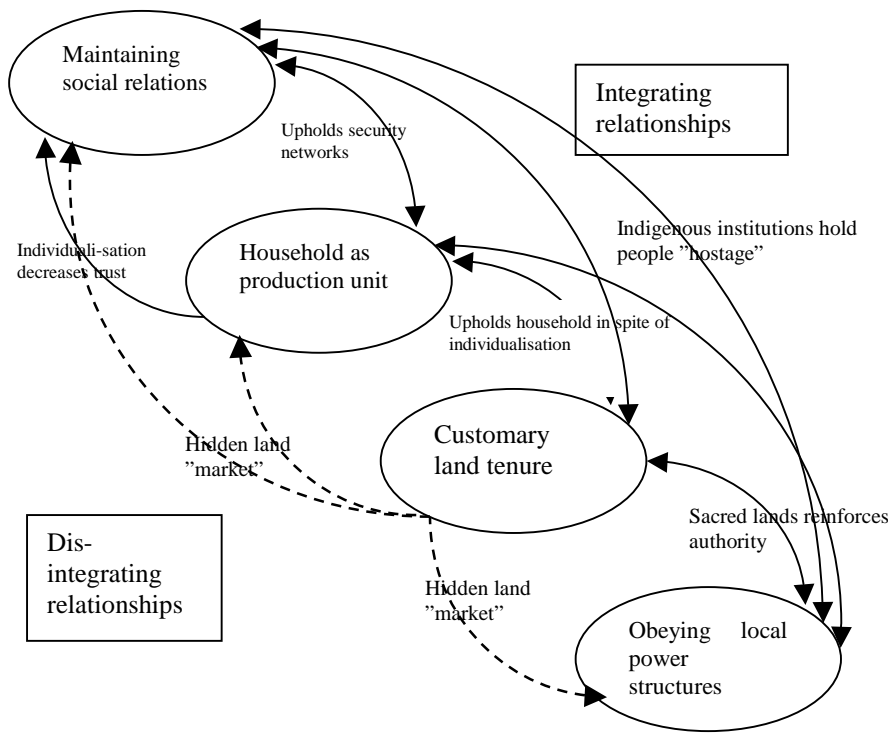 Maintaining
social relations
Integrating
relationships
Upholds security
networks
Indigenous institutions hold
people ”hostage”
Individuali-sation
decreases trust
Household as
production unit
Upholds household in spite of
individualisation
Hidden land
”market”
Customary
land tenure
Sacred lands reinforces
authority
Dis-
integrating
relationships
Hidden land
”market”
Obeying local
power
structures